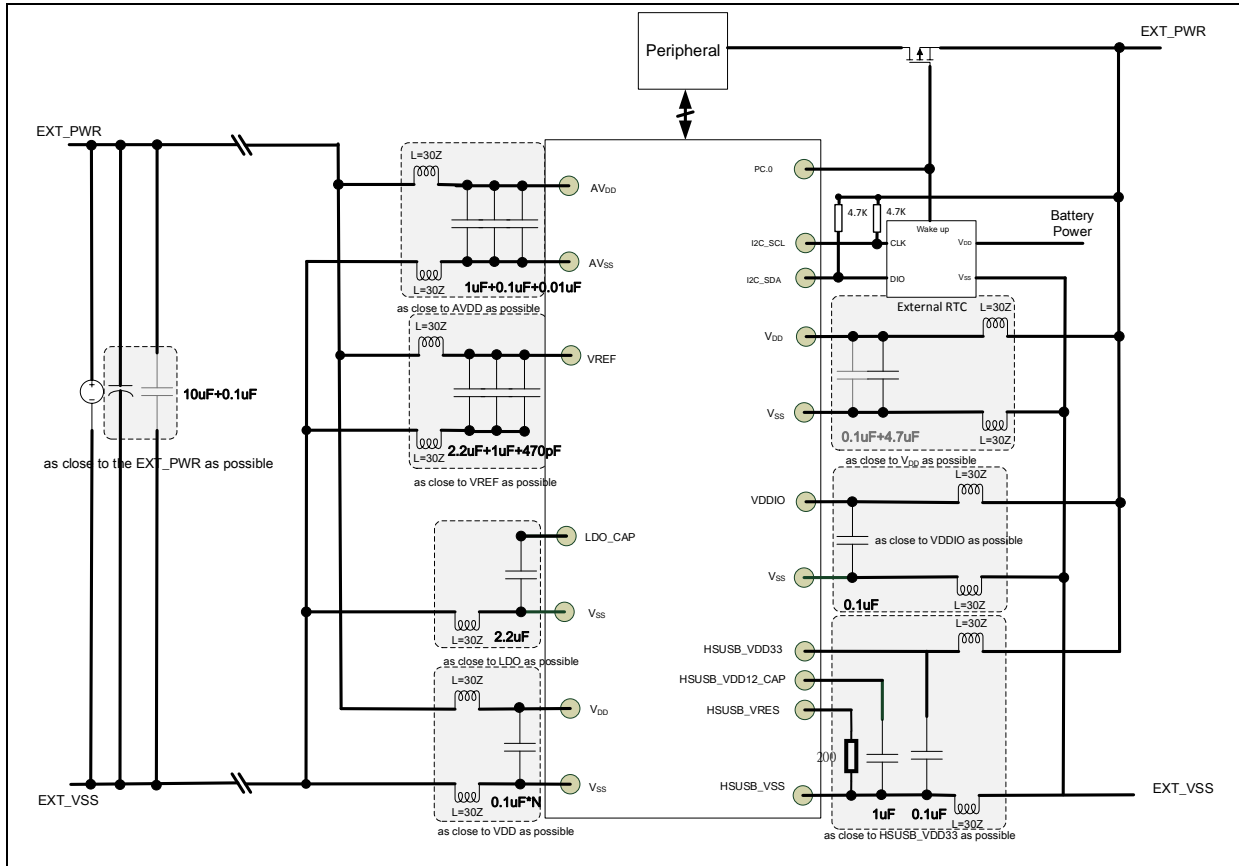 Peripheral
EXT_PWR
EXT_PWR
L=30Z
AVDD
AVSS
L=30Z
1uF+0.1uF+0.01uF
as close to AVDD as possible
L=30Z
VREF
L=30Z
2.2uF+1uF+470pF
as close to VREF as possible
10uF+0.1uF
as close to the EXT_PWR as possible
LDO_CAP
VSS
L=30Z
2.2uF
as close to LDO as possible
L=30Z
VDD
VSS
L=30Z
0.1uF*N
as close to VDD as possible
EXT_VSS
PC.0
4.7K
4.7K
Wake up
Battery
Power
I2C_SCL
CLK
VDD
I2C_SDA
DIO
VSS
External RTC
L=30Z
VDD
VSS
0.1uF+4.7uF
L=30Z
as close to VDD as possible
L=30Z
VDDIO
as close to VDDIO as possible
VSS
0.1uF
L=30Z
L=30Z
HSUSB_VDD33
HSUSB_VDD12_CAP
HSUSB_VRES
200
HSUSB_VSS
1uF
0.1uF
L=30Z
as close to HSUSB_VDD33 as possible
EXT_VSS